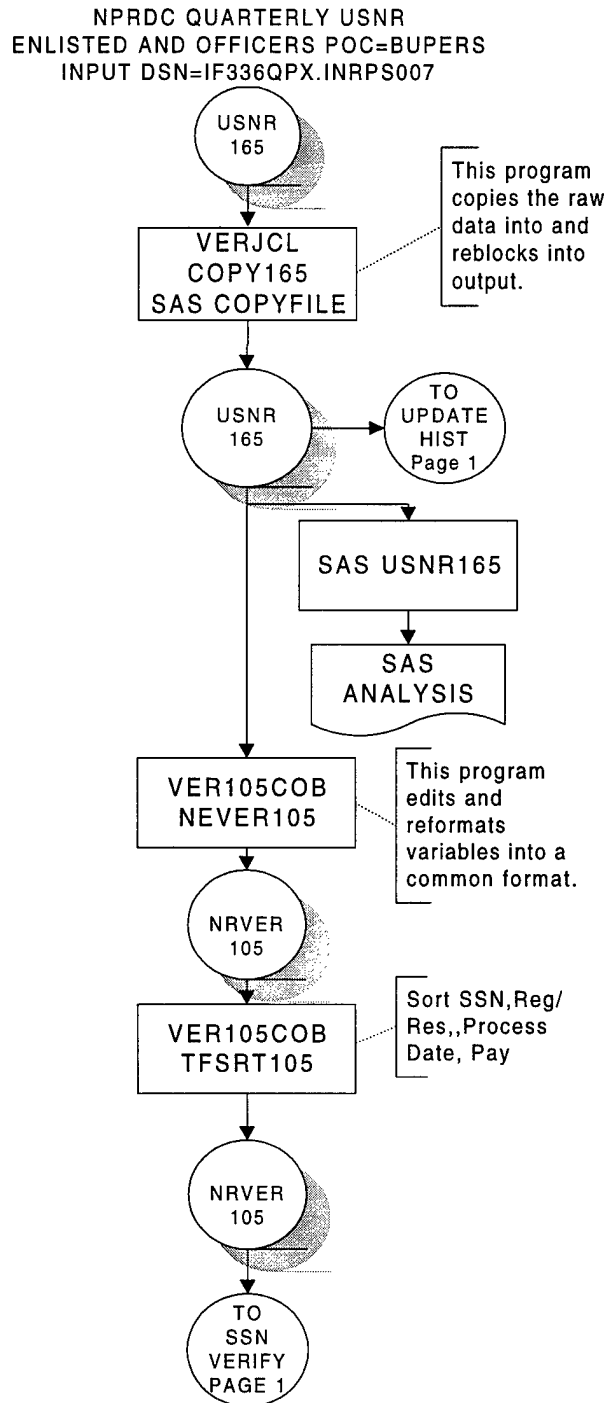 NPRDC QUARTERLY USNR
ENLISTED AND OFFICERS POC=BUPERS
INPUT DSN=IF336QPX.INRPS007
USNR
165
This program
copies the raw
data into and
reblocks into
output.
VERJCL
COPY165
SAS COPYFILE
USNR
165
TO
UPDATE
HIST
Page 1
SAS USNR165
SAS
ANALYSIS
VER105COB
NEVER105
This program
edits and
reformats
variables into a
common format.
NRVER
105
VER105COB
TFSRT105
Sort SSN,Reg/
Res,,Process
Date, Pay
NRVER
105
TO
SSN
VERIFY
PAGE 1